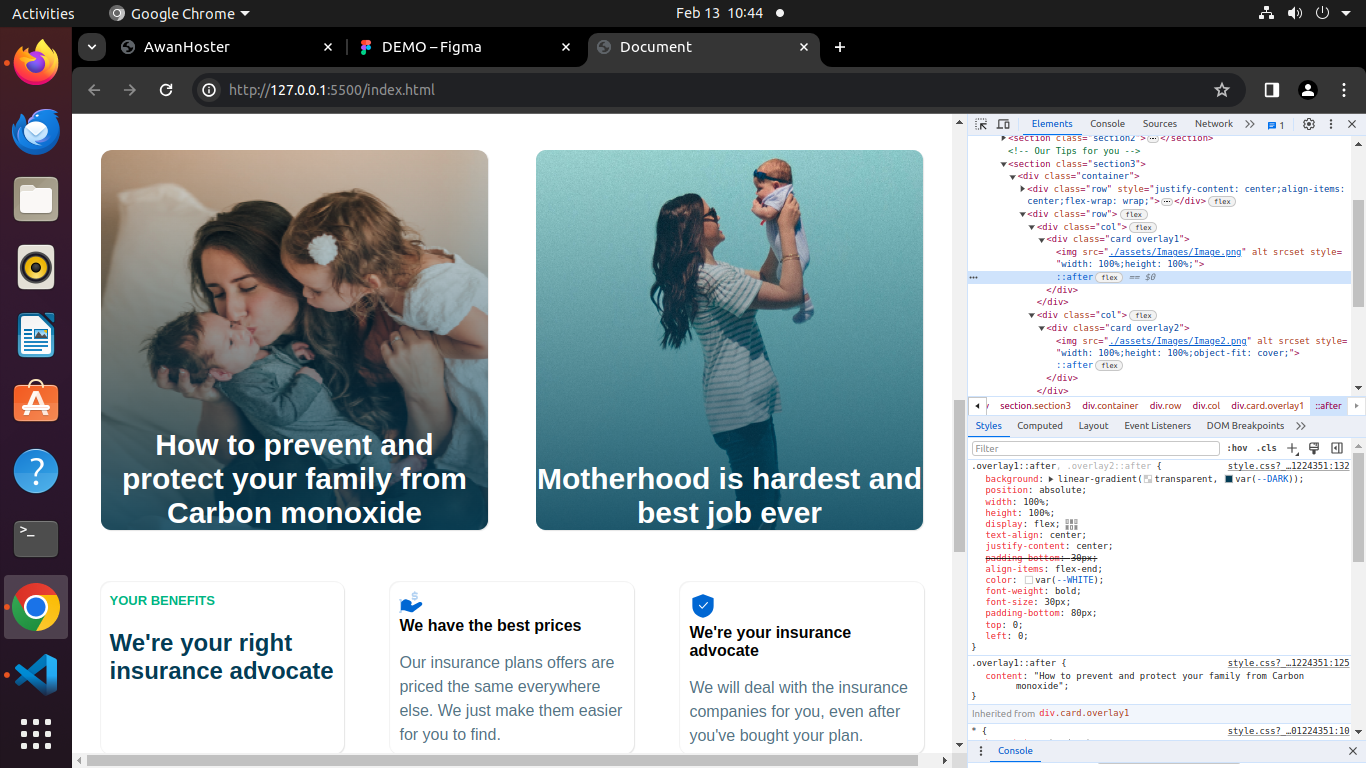 Activities
Google Chrome
Feb 13 10:44
AwanHoster
DEMO – Figma
Document
http://127.0.0.1:5500/index.html
How to prevent and
protect your family from
Carbon monoxide
Motherhood is hardest and
best job ever
YOUR BENEFITS
We're your right
insurance advocate
We have the best prices
Our insurance plans offers are
priced the same everywhere
else. We just make them easier
for you to find.
We're your insurance
advocate
We will deal with the insurance
companies for you, even after
you've bought your plan.
Elements Console Sources Network 1
<section class="section2"> </section>
<!-- Our Tips for you -->
<section class="section3">
<div class="container">
<div class="row" style="justify-content: center;align-items:
center;flex-wrap: wrap;"> </div> flex
<div class="row"> flex
<div class="col"> flex
<div class="card overlay1">
<img src="./assets/Images/Image.png" alt srcset style=
"width: 100%;height: 100%;">
::after flex == $0
</div>
</div>
<div class="col"> flex
<div class="card overlay2">
<img src="./assets/Images/Image2.png" alt srcset style=
"width: 100%;height: 100%;object-fit: cover;">
::after flex
</div>
</div>
section.section3 div.container div.row div.col div.card.overlay1 ::after
Styles Computed Layout Event Listeners DOM Breakpoints
Filter :hov .cls
.overlay1::after, .overlay2::after { style.css?_…1224351:132
background: linear-gradient( transparent, var(--DARK));
position: absolute;
width: 100%;
height: 100%;
display: flex;
text-align: center;
justify-content: center;
padding-bottom: 30px;
align-items: flex-end;
color: var(--WHITE);
font-weight: bold;
font-size: 30px;
padding-bottom: 80px;
top: 0;
left: 0;
}
.overlay1::after { style.css?_…1224351:125
content: "How to prevent and protect your family from Carbon
monoxide";
}
Inherited from div.card.overlay1
* { style.css?_…01224351:10
Console